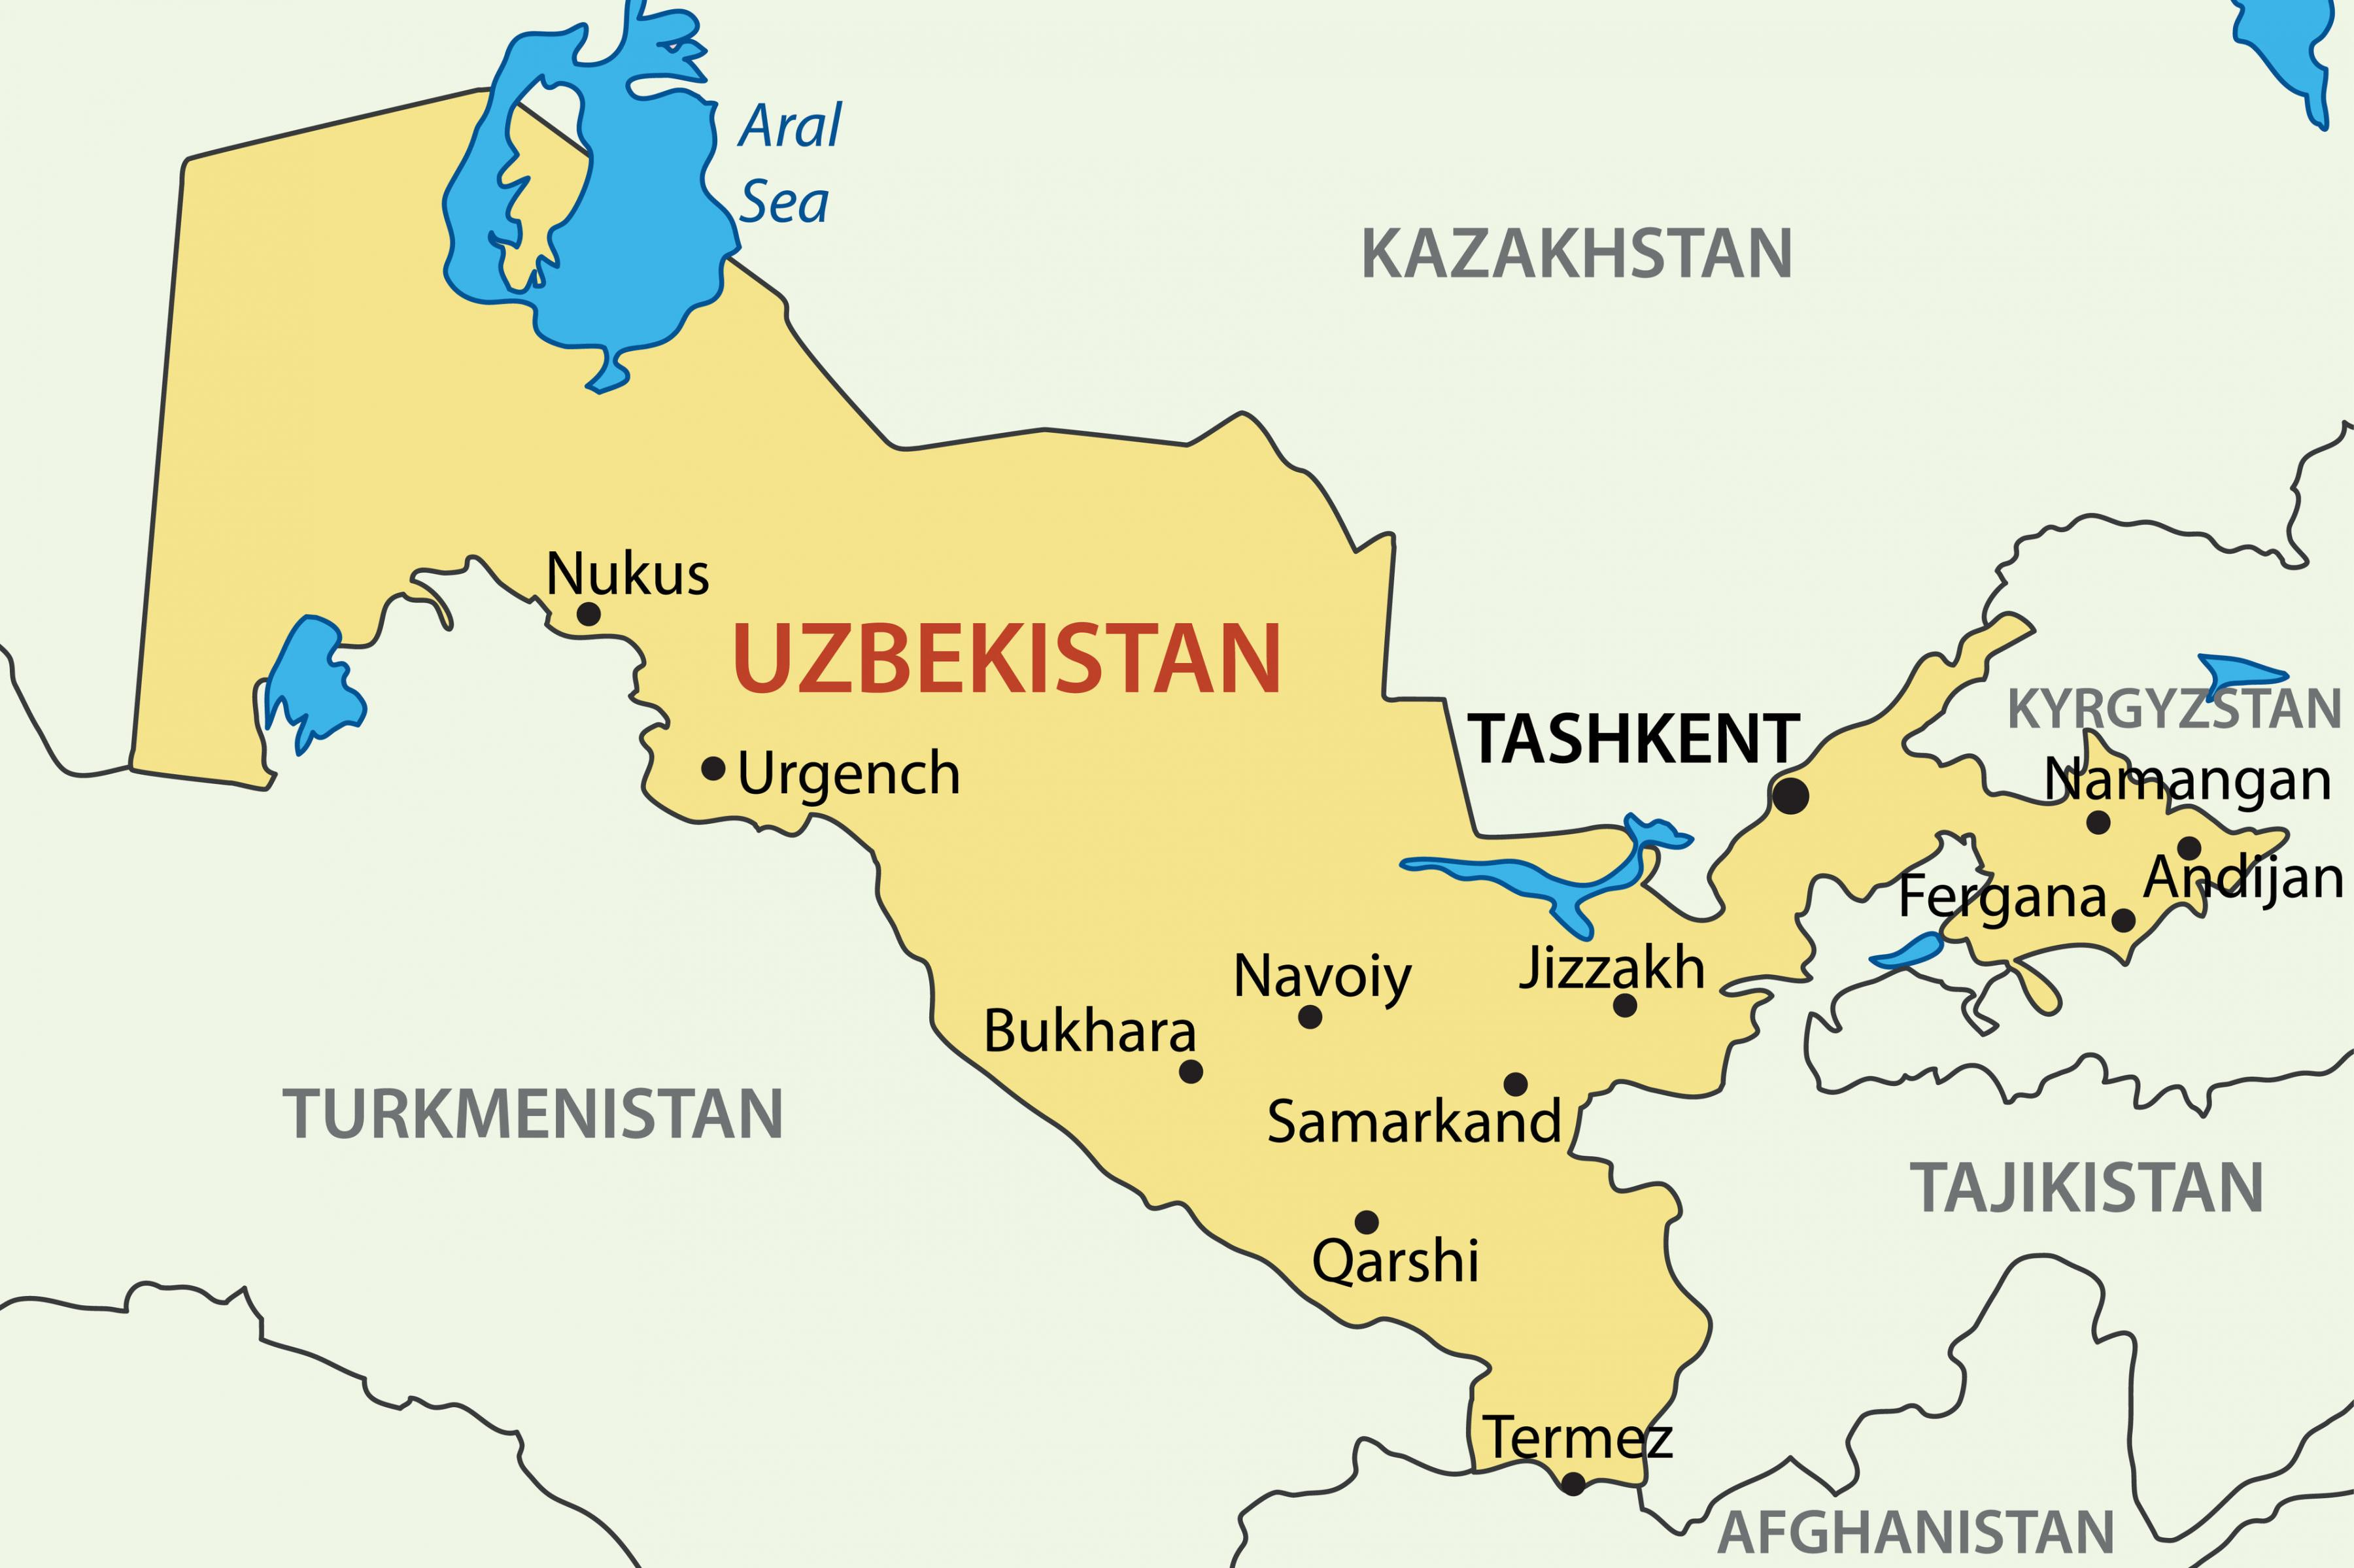 Aral
Sea
KAZAKHSTAN
Nukus
UZBEKISTAN
KYRGYZSTAN
TASHKENT
Urgench
Namangan
Andijan
Fergana
Navoiy
Jizzakh
Bukhara
TURKMENISTAN
Samarkand
TAJIKISTAN
Qarshi
Termez
AFGHANISTAN